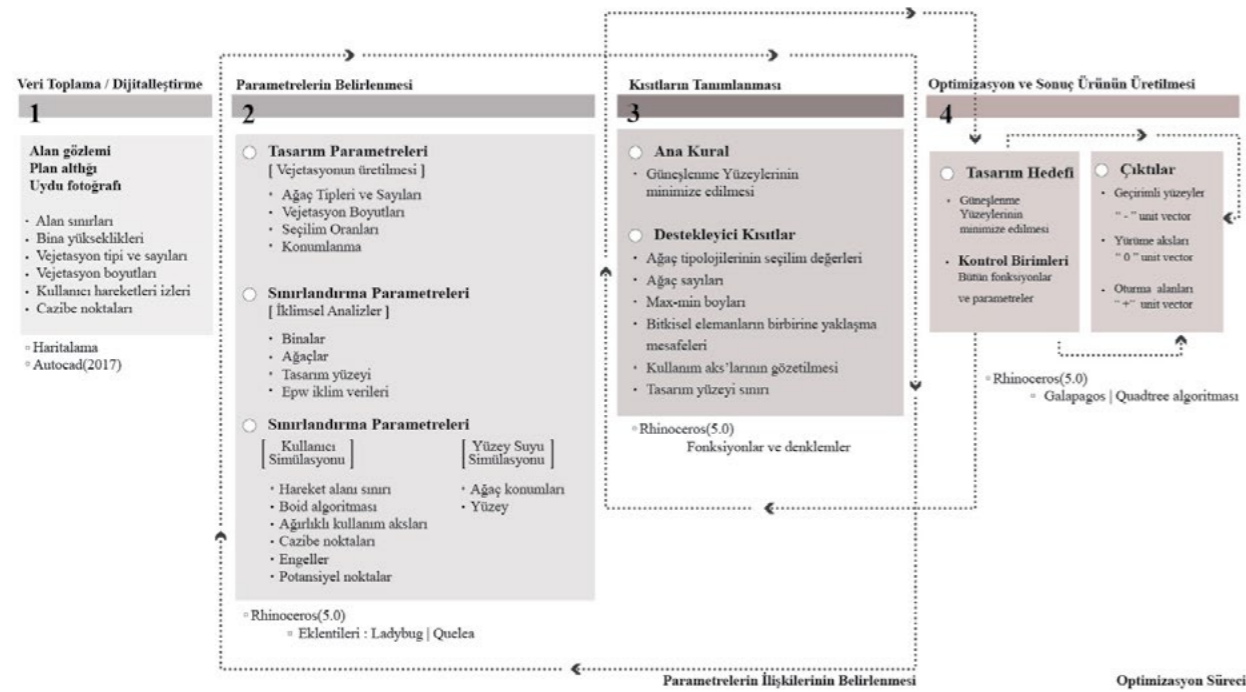 Veri Toplama / Dijitalleştirme
1
Alan gözlemi
Plan altlığı
Uydu fotoğrafı
· Alan sınırları
· Bina yükseklikleri
· Vejetasyon tipi ve sayıları
· Vejetasyon boyutları
· Kullanıcı hareketleri izleri
· Cazibe noktaları
▫ Haritalama
▫ Autocad(2017)
Parametrelerin Belirlenmesi
2
Tasarım Parametreleri
[ Vejetasyonun üretilmesi ]
· Ağaç Tipleri ve Sayıları
· Vejetasyon Boyutları
· Seçilim Oranları
· Konumlanma
Sınırlandırma Parametreleri
[ İklimsel Analizler ]
· Binalar
· Ağaçlar
· Tasarım yüzeyi
· Epw iklim verileri
Sınırlandırma Parametreleri
[ Kullanıcı
Simülasyonu ]
· Hareket alanı sınırı
· Boid algoritması
· Ağırlıklı kullanım aksları
· Cazibe noktaları
· Engeller
· Potansiyel noktalar
[ Yüzey Suyu
Simülasyonu ]
· Ağaç konumları
· Yüzey
▫ Rhinoceros(5.0)
▫ Eklentileri : Ladybug | Quelea
Kısıtların Tanımlanması
3
Ana Kural
· Güneşlenme Yüzeylerinin
minimize edilmesi
Destekleyici Kısıtlar
· Ağaç tipolojilerinin seçilim değerleri
· Ağaç sayıları
· Max-min boyları
· Bitkisel elemanların birbirine yaklaşma
mesafeleri
· Kullanım aks’larının gözetilmesi
· Tasarım yüzeyi sınırı
▫ Rhinoceros(5.0)
Fonksiyonlar ve denklemler
Optimizasyon ve Sonuç Ürünün Üretilmesi
4
Tasarım Hedefi
· Güneşlenme
Yüzeylerinin
minimize edilmesi
· Kontrol Birimleri
Bütün fonksiyonlar
ve parametreler
Çıktılar
· Geçirimli yüzeyler
“ - ” unit vector
· Yürüme aksları
“ 0 ” unit vector
· Oturma alanları
“+” unit vector
▫ Rhinoceros(5.0)
▫ Galapagos | Quadtree algoritması
Parametrelerin İlişkilerinin Belirlenmesi
Optimizasyon Süreci